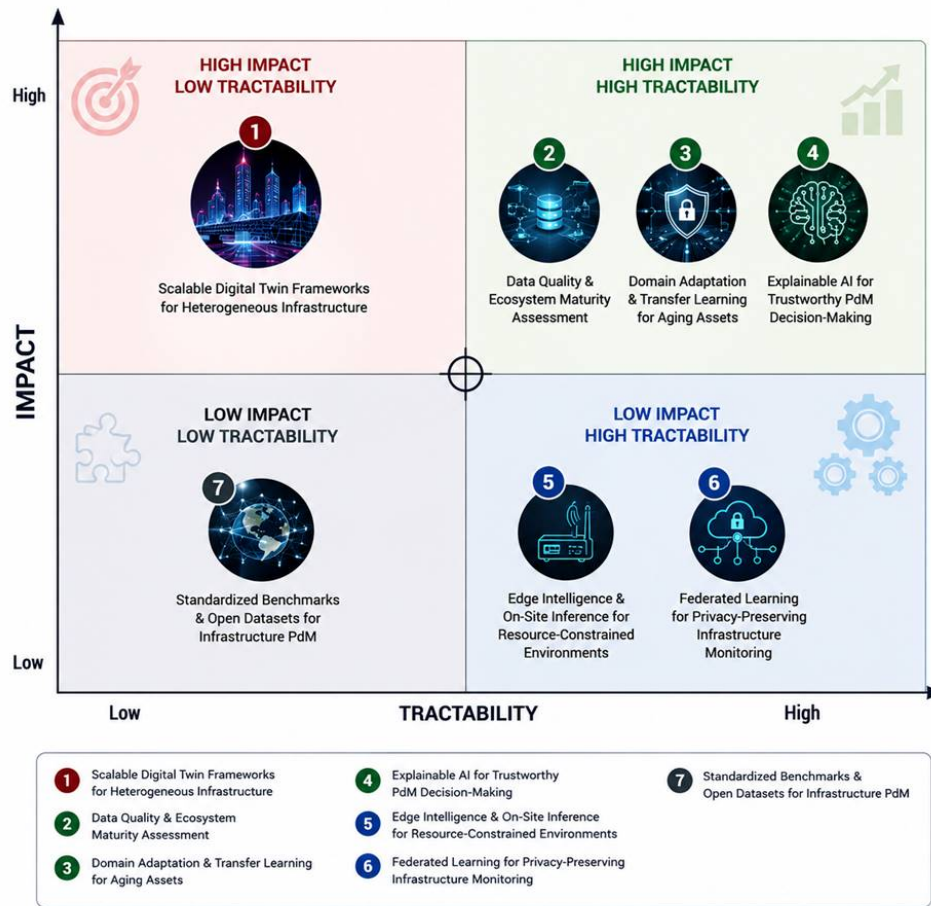 High
IMPACT
Low
HIGH IMPACT
LOW TRACTABILITY
1
Scalable Digital Twin Frameworks
for Heterogeneous Infrastructure
HIGH IMPACT
HIGH TRACTABILITY
2
Data Quality &
Ecosystem Maturity
Assessment
3
Domain Adaptation
& Transfer Learning
for Aging Assets
4
Explainable AI for
Trustworthy PdM
Decision-Making
LOW IMPACT
LOW TRACTABILITY
7
Standardized Benchmarks
& Open Datasets for
Infrastructure PdM
LOW IMPACT
HIGH TRACTABILITY
5
Edge Intelligence &
On-Site Inference for
Resource-Constrained
Environments
6
Federated Learning
for Privacy-Preserving
Infrastructure
Monitoring
Low
TRACTABILITY
High
1
Scalable Digital Twin Frameworks
for Heterogeneous Infrastructure
2
Data Quality & Ecosystem
Maturity Assessment
3
Domain Adaptation & Transfer Learning
for Aging Assets
4
Explainable AI for Trustworthy
PdM Decision-Making
5
Edge Intelligence & On-Site Inference
for Resource-Constrained Environments
6
Federated Learning for Privacy-Preserving
Infrastructure Monitoring
7
Standardized Benchmarks &
Open Datasets for Infrastructure PdM